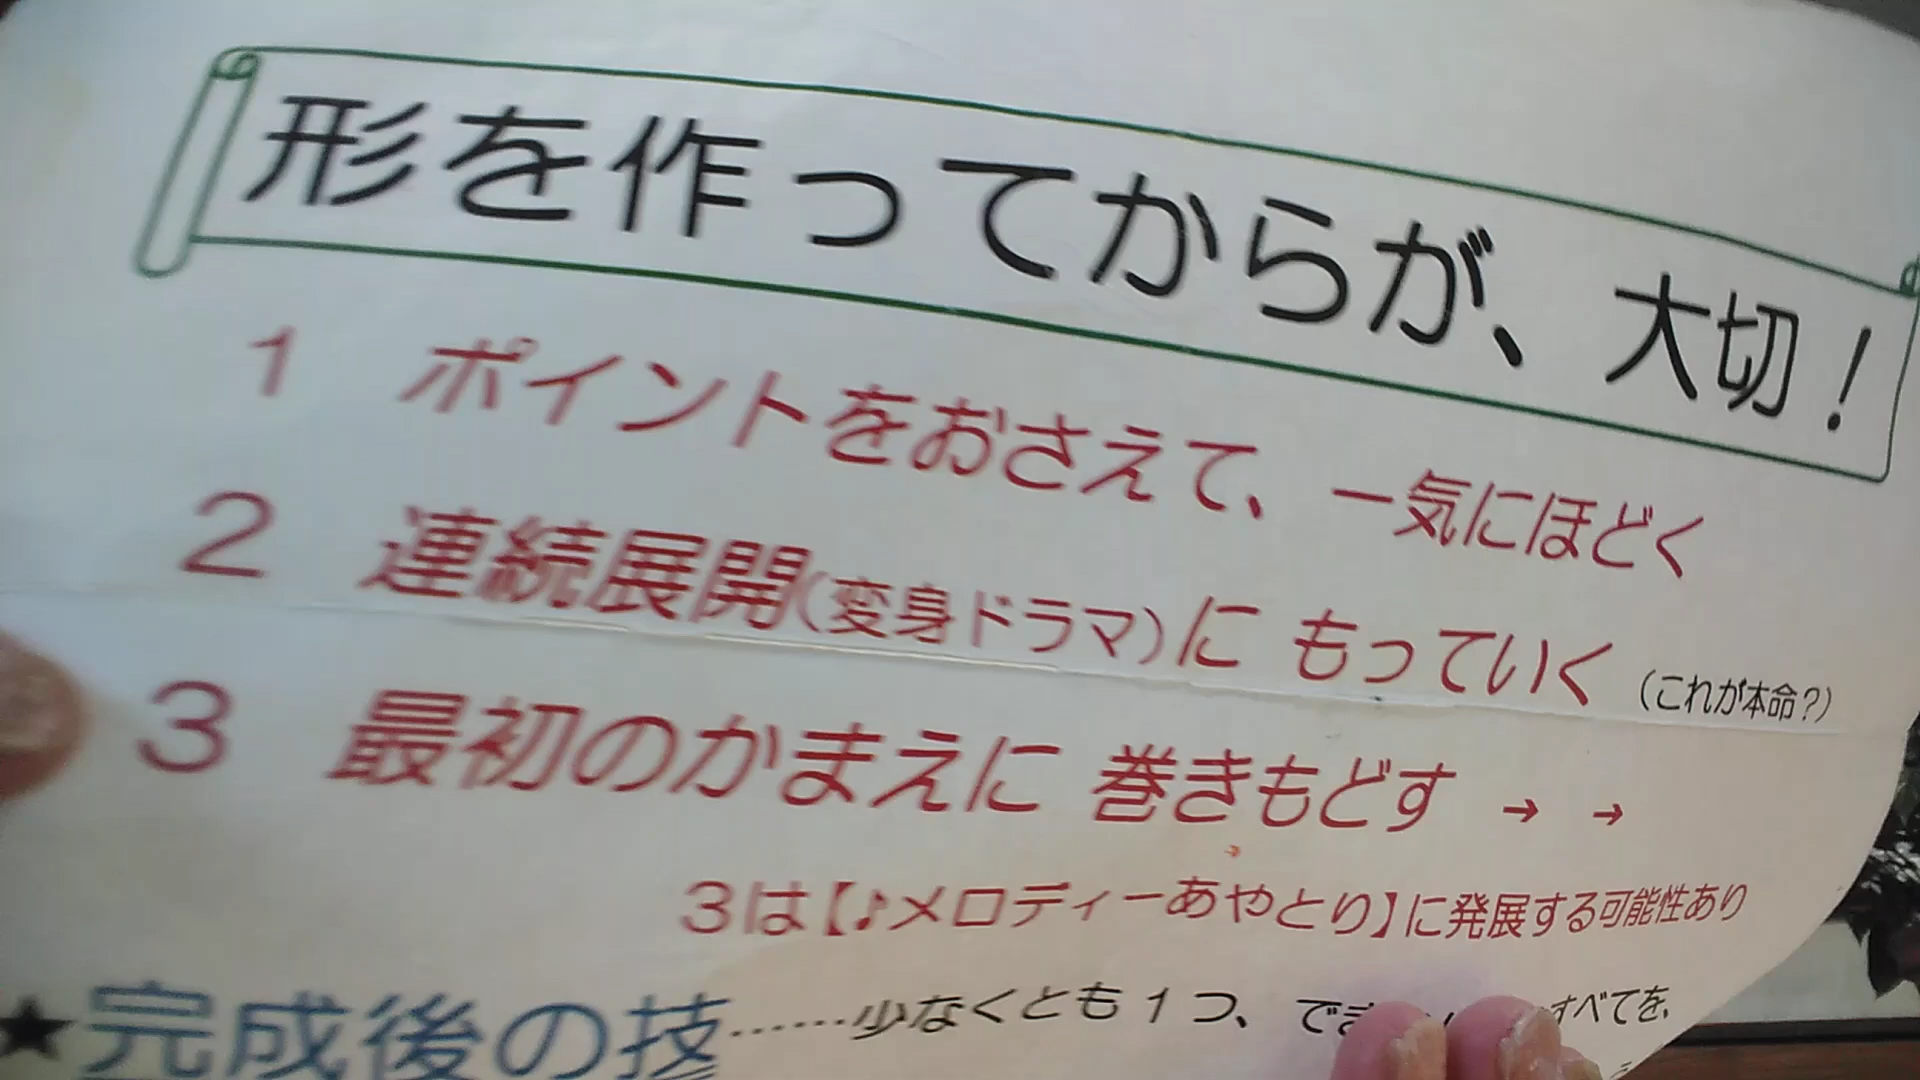 形を作ってからが、大切！
1 ポイントをおさえて、一気にほどく
2 連続展開(変身ドラマ)に もっていく (これが本命?)
3 最初のかまえに 巻きもどす → →
3は【♪メロディーあやとり】に発展する可能性あり
★完成後の技……少なくとも1つ、でき すべてを、